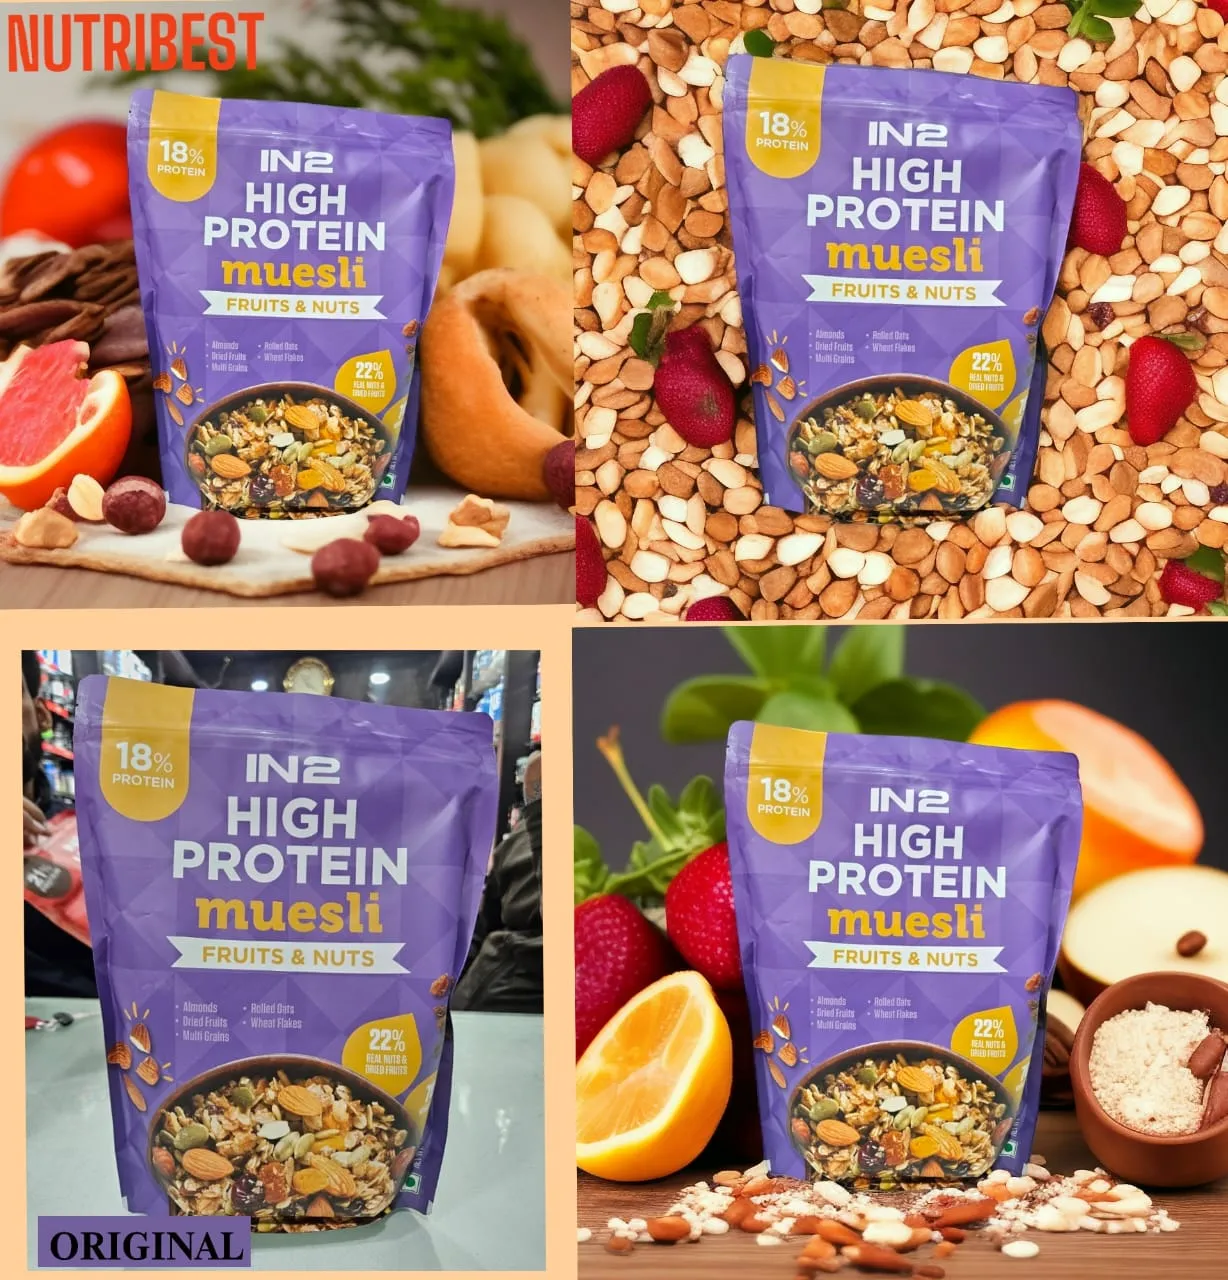 NUTRIBEST
18%
PROTEIN
IN2
HIGH
PROTEIN
muesli
FRUITS & NUTS
• Almonds
• Rolled Oats
• Dried Fruits
• Wheat Flakes
• Multi Grains
22%
REAL NUTS &
DRIED FRUITS
18%
PROTEIN
IN2
HIGH
PROTEIN
muesli
FRUITS & NUTS
• Almonds
• Rolled Oats
• Dried Fruits
• Wheat Flakes
• Multi Grains
22%
REAL NUTS &
DRIED FRUITS
18%
PROTEIN
IN2
HIGH
PROTEIN
muesli
FRUITS & NUTS
• Almonds
• Rolled Oats
• Dried Fruits
• Wheat Flakes
• Multi Grains
22%
REAL NUTS &
DRIED FRUITS
ORIGINAL
18%
PROTEIN
IN2
HIGH
PROTEIN
muesli
FRUITS & NUTS
• Almonds
• Rolled Oats
• Dried Fruits
• Wheat Flakes
• Multi Grains
22%
REAL NUTS &
DRIED FRUITS